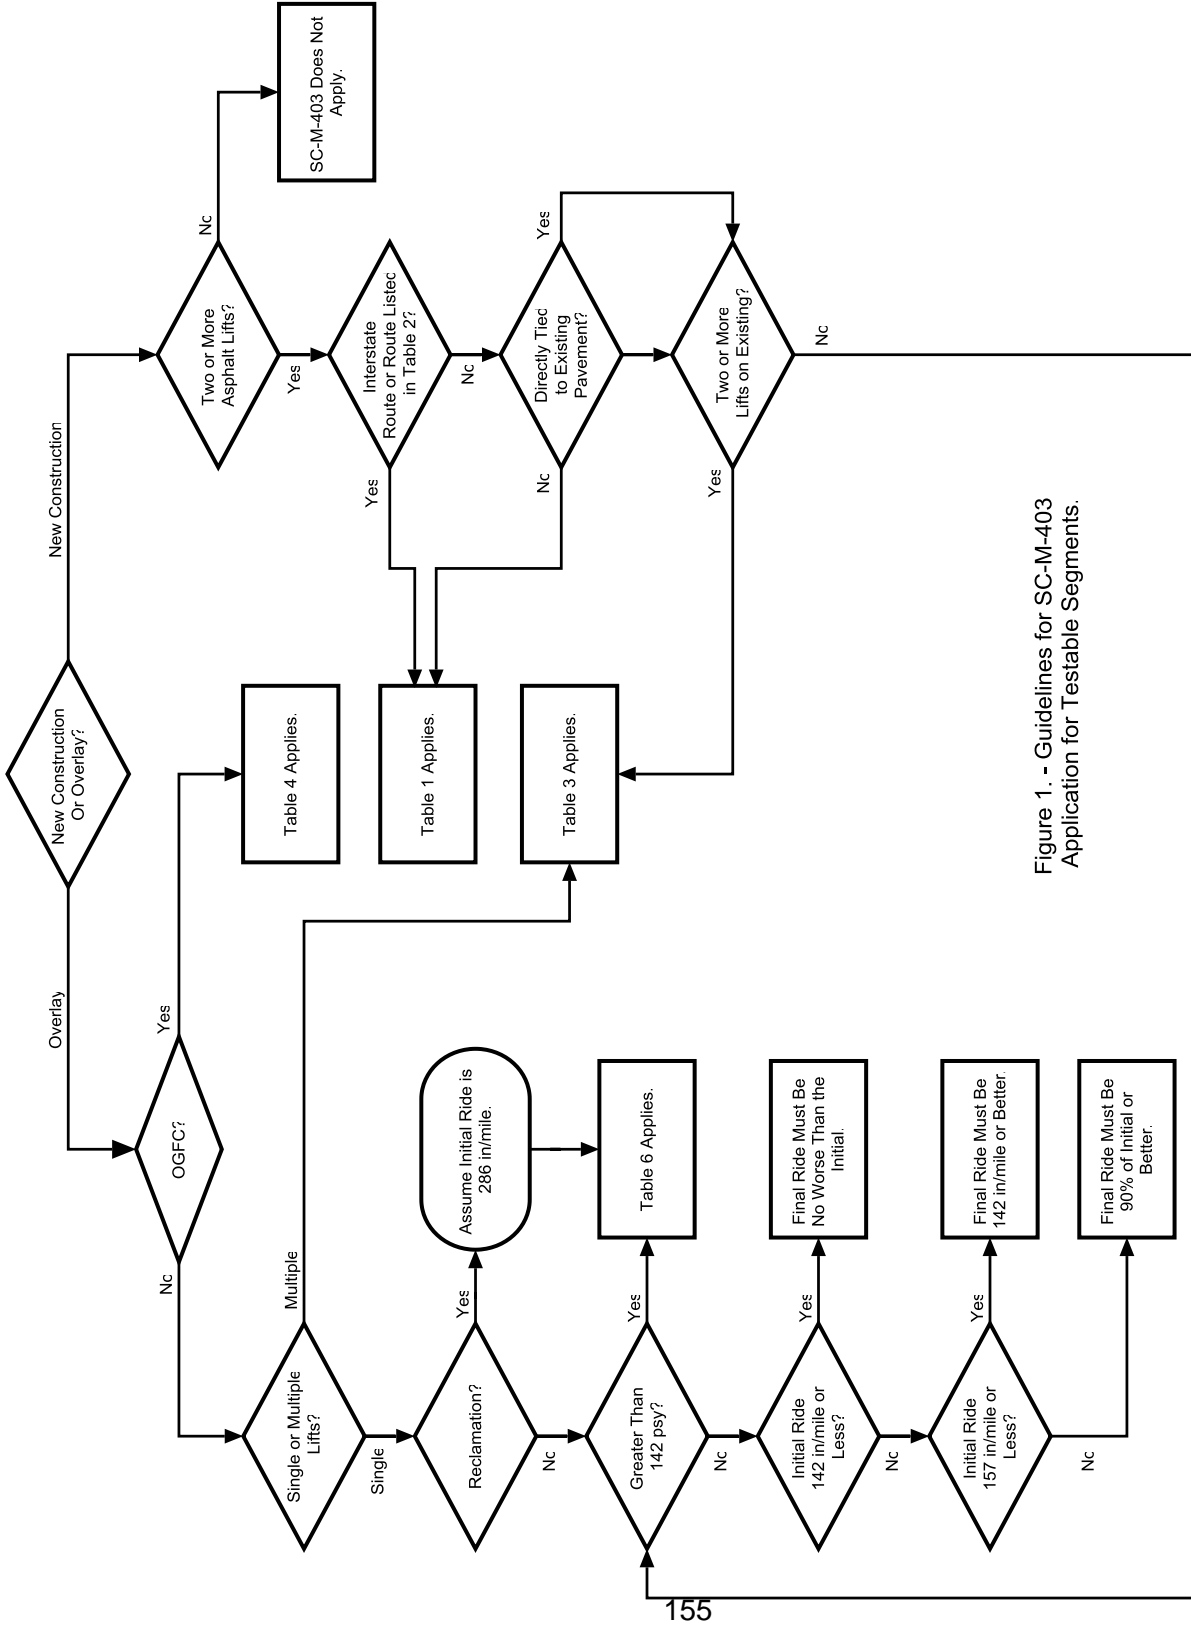 New Construction
Or Overlay?
Overlay
New Construction
OGFC?
No
Yes
Two or More
Asphalt Lifts?
No
Yes
SC-M-403 Does Not
Apply.
Table 4 Applies.
Single or Multiple
Lifts?
Multiple
Single
Interstate
Route or Route Listed
in Table 2?
Yes
No
Table 1 Applies.
Reclamation?
Yes
No
Assume Initial Ride is
286 in/mile.
Directly Tied
to Existing
Pavement?
No
Yes
Table 3 Applies.
Greater Than
142 psy?
Yes
No
Table 6 Applies.
Two or More
Lifts on Existing?
Yes
No
Initial Ride
142 in/mile or
Less?
Yes
No
Final Ride Must Be
No Worse Than the
Initial.
Initial Ride
157 in/mile or
Less?
Yes
No
Final Ride Must Be
142 in/mile or Better.
Final Ride Must Be
90% of Initial or
Better.
Figure 1. - Guidelines for SC-M-403
Application for Testable Segments.
155